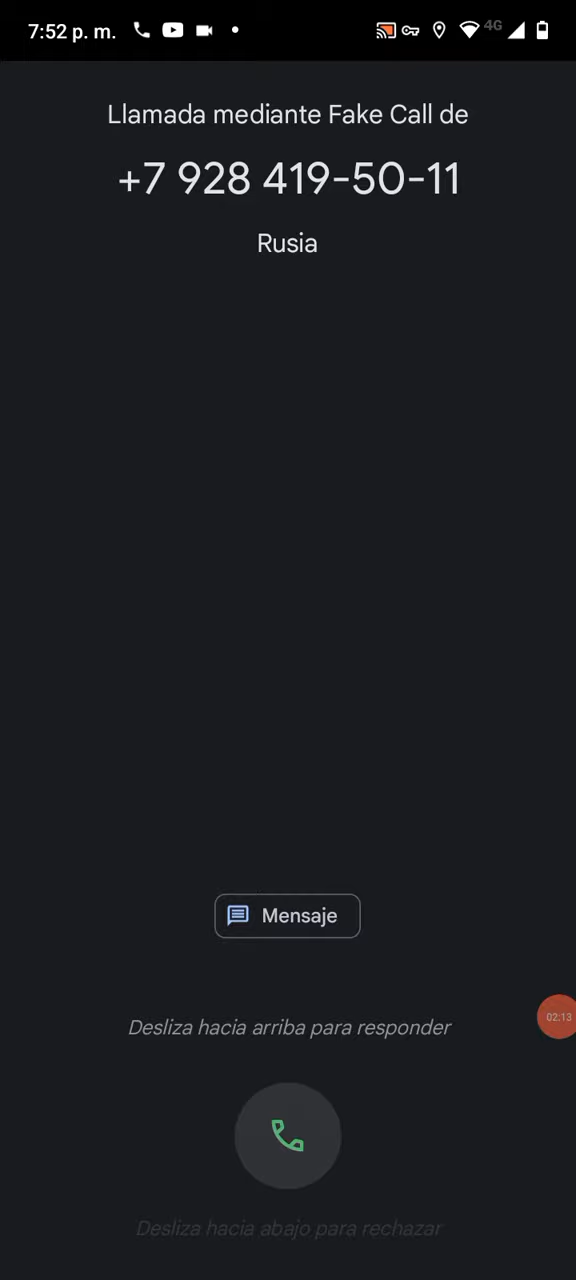 7:52 p. m.
4G
Llamada mediante Fake Call de
+7 928 419-50-11
Rusia
Mensaje
Desliza hacia arriba para responder
02:13
Desliza hacia abajo para rechazar